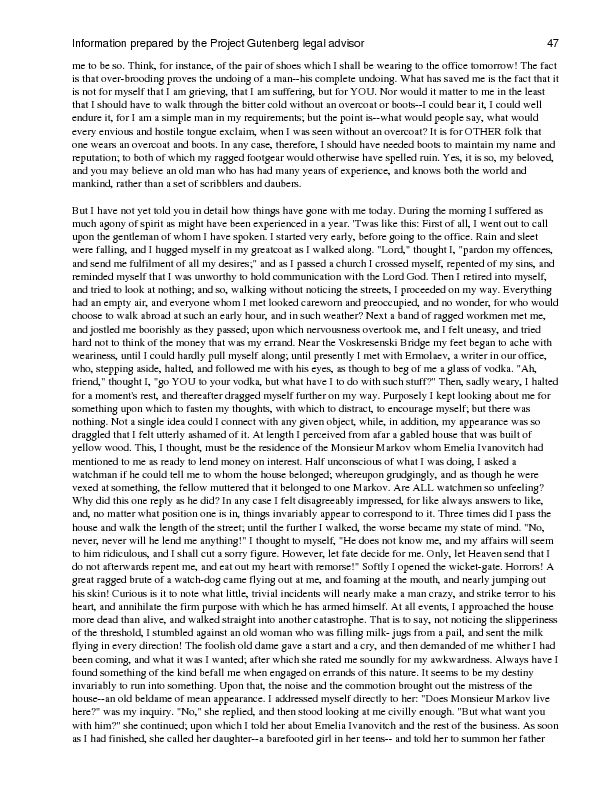 Information prepared by the Project Gutenberg legal advisor 47
me to be so. Think, for instance, of the pair of shoes which I shall be wearing to the office tomorrow! The fact
is that over-brooding proves the undoing of a man--his complete undoing. What has saved me is the fact that it
is not for myself that I am grieving, that I am suffering, but for YOU. Nor would it matter to me in the least
that I should have to walk through the bitter cold without an overcoat or boots--I could bear it, I could well
endure it, for I am a simple man in my requirements; but the point is--what would people say, what would
every envious and hostile tongue exclaim, when I was seen without an overcoat? It is for OTHER folk that
one wears an overcoat and boots. In any case, therefore, I should have needed boots to maintain my name and
reputation; to both of which my ragged footgear would otherwise have spelled ruin. Yes, it is so, my beloved,
and you may believe an old man who has had many years of experience, and knows both the world and
mankind, rather than a set of scribblers and daubers.
But I have not yet told you in detail how things have gone with me today. During the morning I suffered as
much agony of spirit as might have been experienced in a year. 'Twas like this: First of all, I went out to call
upon the gentleman of whom I have spoken. I started very early, before going to the office. Rain and sleet
were falling, and I hugged myself in my greatcoat as I walked along. "Lord," thought I, "pardon my offences,
and send me fulfilment of all my desires;" and as I passed a church I crossed myself, repented of my sins, and
reminded myself that I was unworthy to hold communication with the Lord God. Then I retired into myself,
and tried to look at nothing; and so, walking without noticing the streets, I proceeded on my way. Everything
had an empty air, and everyone whom I met looked careworn and preoccupied, and no wonder, for who would
choose to walk abroad at such an early hour, and in such weather? Next a band of ragged workmen met me,
and jostled me boorishly as they passed; upon which nervousness overtook me, and I felt uneasy, and tried
hard not to think of the money that was my errand. Near the Voskresenski Bridge my feet began to ache with
weariness, until I could hardly pull myself along; until presently I met with Ermolaev, a writer in our office,
who, stepping aside, halted, and followed me with his eyes, as though to beg of me a glass of vodka. "Ah,
friend," thought I, "go YOU to your vodka, but what have I to do with such stuff?" Then, sadly weary, I halted
for a moment's rest, and thereafter dragged myself further on my way. Purposely I kept looking about me for
something upon which to fasten my thoughts, with which to distract, to encourage myself; but there was
nothing. Not a single idea could I connect with any given object, while, in addition, my appearance was so
draggled that I felt utterly ashamed of it. At length I perceived from afar a gabled house that was built of
yellow wood. This, I thought, must be the residence of the Monsieur Markov whom Emelia Ivanovitch had
mentioned to me as ready to lend money on interest. Half unconscious of what I was doing, I asked a
watchman if he could tell me to whom the house belonged; whereupon grudgingly, and as though he were
vexed at something, the fellow muttered that it belonged to one Markov. Are ALL watchmen so unfeeling?
Why did this one reply as he did? In any case I felt disagreeably impressed, for like always answers to like,
and, no matter what position one is in, things invariably appear to correspond to it. Three times did I pass the
house and walk the length of the street; until the further I walked, the worse became my state of mind. "No,
never, never will he lend me anything!" I thought to myself, "He does not know me, and my affairs will seem
to him ridiculous, and I shall cut a sorry figure. However, let fate decide for me. Only, let Heaven send that I
do not afterwards repent me, and eat out my heart with remorse!" Softly I opened the wicket-gate. Horrors! A
great ragged brute of a watch-dog came flying out at me, and foaming at the mouth, and nearly jumping out
his skin! Curious is it to note what little, trivial incidents will nearly make a man crazy, and strike terror to his
heart, and annihilate the firm purpose with which he has armed himself. At all events, I approached the house
more dead than alive, and walked straight into another catastrophe. That is to say, not noticing the slipperiness
of the threshold, I stumbled against an old woman who was filling milk- jugs from a pail, and sent the milk
flying in every direction! The foolish old dame gave a start and a cry, and then demanded of me whither I had
been coming, and what it was I wanted; after which she rated me soundly for my awkwardness. Always have I
found something of the kind befall me when engaged on errands of this nature. It seems to be my destiny
invariably to run into something. Upon that, the noise and the commotion brought out the mistress of the
house--an old beldame of mean appearance. I addressed myself directly to her: "Does Monsieur Markov live
here?" was my inquiry. "No," she replied, and then stood looking at me civilly enough. "But what want you
with him?" she continued; upon which I told her about Emelia Ivanovitch and the rest of the business. As soon
as I had finished, she called her daughter--a barefooted girl in her teens-- and told her to summon her father